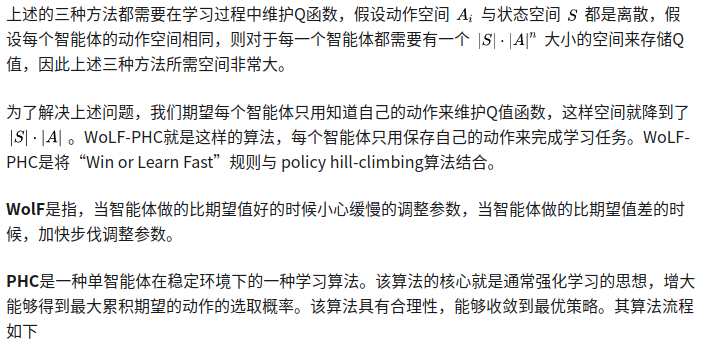 上述的三种方法都需要在学习过程中维护Q函数，假设动作空间 A_i 与状态空间 S 都是离散，假
设每个智能体的动作空间相同，则对于每一个智能体都需要有一个 |S|·|A|^n 大小的空间来存储Q
值，因此上述三种方法所需空间非常大。
为了解决上述问题，我们期望每个智能体只用知道自己的动作来维护Q值函数，这样空间就降到了
|S|·|A| 。WoLF-PHC就是这样的算法，每个智能体只用保存自己的动作来完成学习任务。WoLF-
PHC是将“Win or Learn Fast”规则与 policy hill-climbing算法结合。
WolF是指，当智能体做的比期望值好的时候小心缓慢的调整参数，当智能体做的比期望值差的时
候，加快步伐调整参数。
PHC是一种单智能体在稳定环境下的一种学习算法。该算法的核心就是通常强化学习的思想，增大
能够得到最大累积期望的动作的选取概率。该算法具有合理性，能够收敛到最优策略。其算法流程
如下